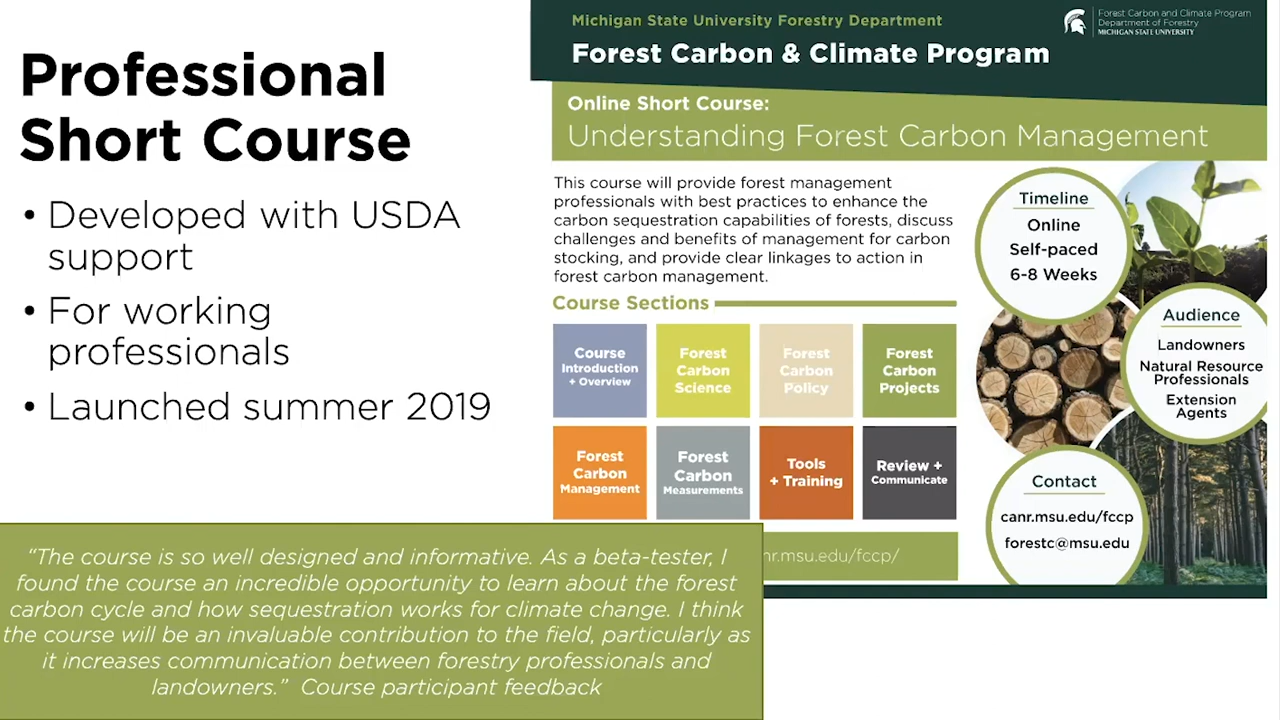 Professional
Short Course
• Developed with USDA
support
• For working
professionals
• Launched summer 2019
Michigan State University Forestry Department
Forest Carbon & Climate Program
Forest Carbon and Climate Program
Department of Forestry
MICHIGAN STATE UNIVERSITY
Online Short Course:
Understanding Forest Carbon Management
This course will provide forest management
professionals with best practices to enhance the
carbon sequestration capabilities of forests, discuss
challenges and benefits of management for carbon
stocking, and provide clear linkages to action in
forest carbon management.
Course Sections
Course
Introduction
+ Overview
Forest
Carbon
Science
Forest
Carbon
Policy
Forest
Carbon
Projects
Forest
Carbon
Management
Forest
Carbon
Measurements
Tools
+ Training
Review +
Communicate
nr.msu.edu/fccp/
Timeline
Online
Self-paced
6-8 Weeks
Audience
Landowners
Natural Resource
Professionals
Extension
Agents
Contact
canr.msu.edu/fccp
forestc@msu.edu
“The course is so well designed and informative. As a beta-tester, I
found the course an incredible opportunity to learn about the forest
carbon cycle and how sequestration works for climate change. I think
the course will be an invaluable contribution to the field, particularly as
it increases communication between forestry professionals and
landowners.” Course participant feedback